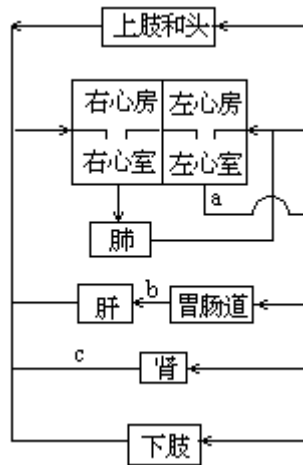 上肢和头
右心房 左心房
右心室 左心室
a
肺
肝 b 胃肠道
c 肾
下肢